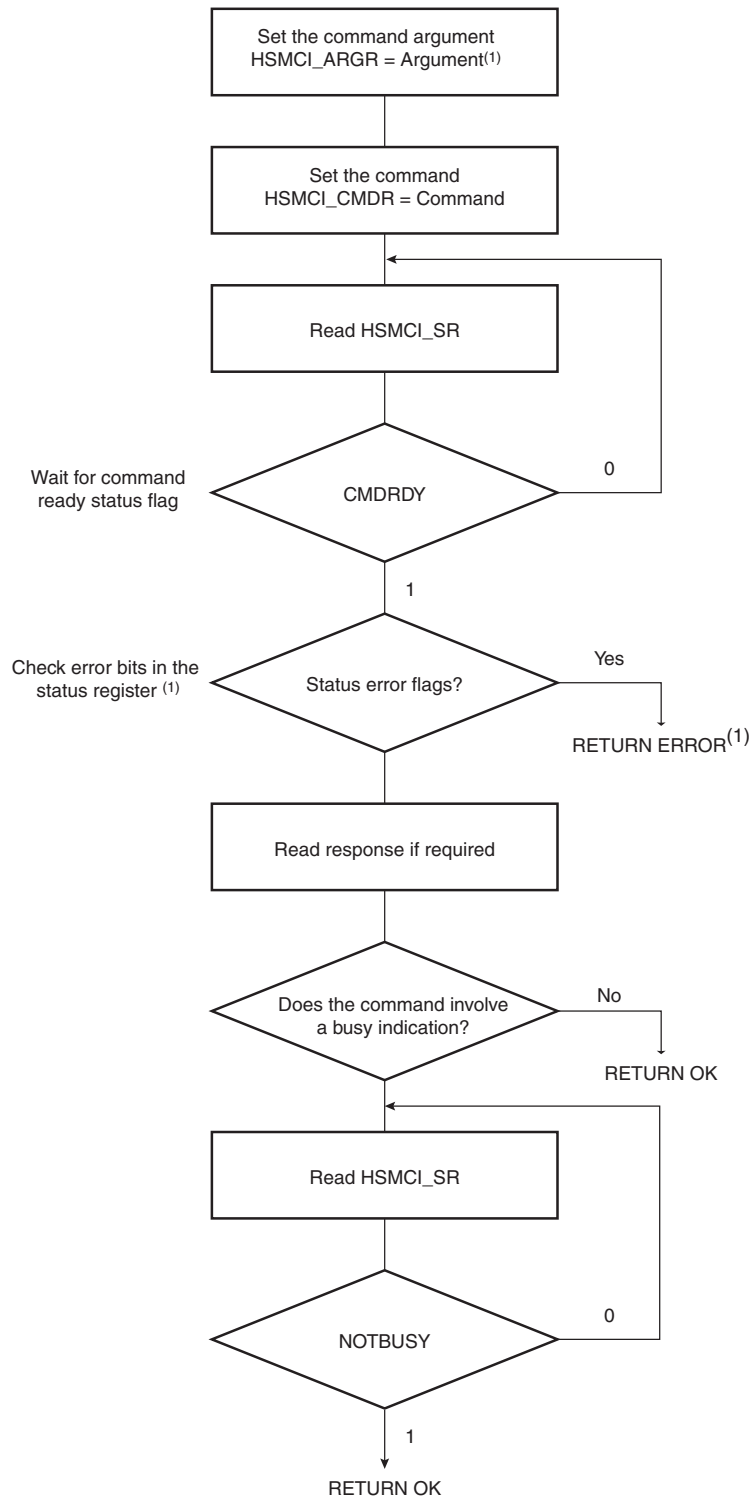 Set the command argument
HSMCI_ARGR = Argument(1)
Set the command
HSMCI_CMDR = Command
Read HSMCI_SR
Wait for command
ready status flag
CMDRDY
0
1
Check error bits in the
status register (1)
Status error flags?
Yes
RETURN ERROR(1)
Read response if required
Does the command involve
a busy indication?
No
RETURN OK
Read HSMCI_SR
NOTBUSY
0
1
RETURN OK